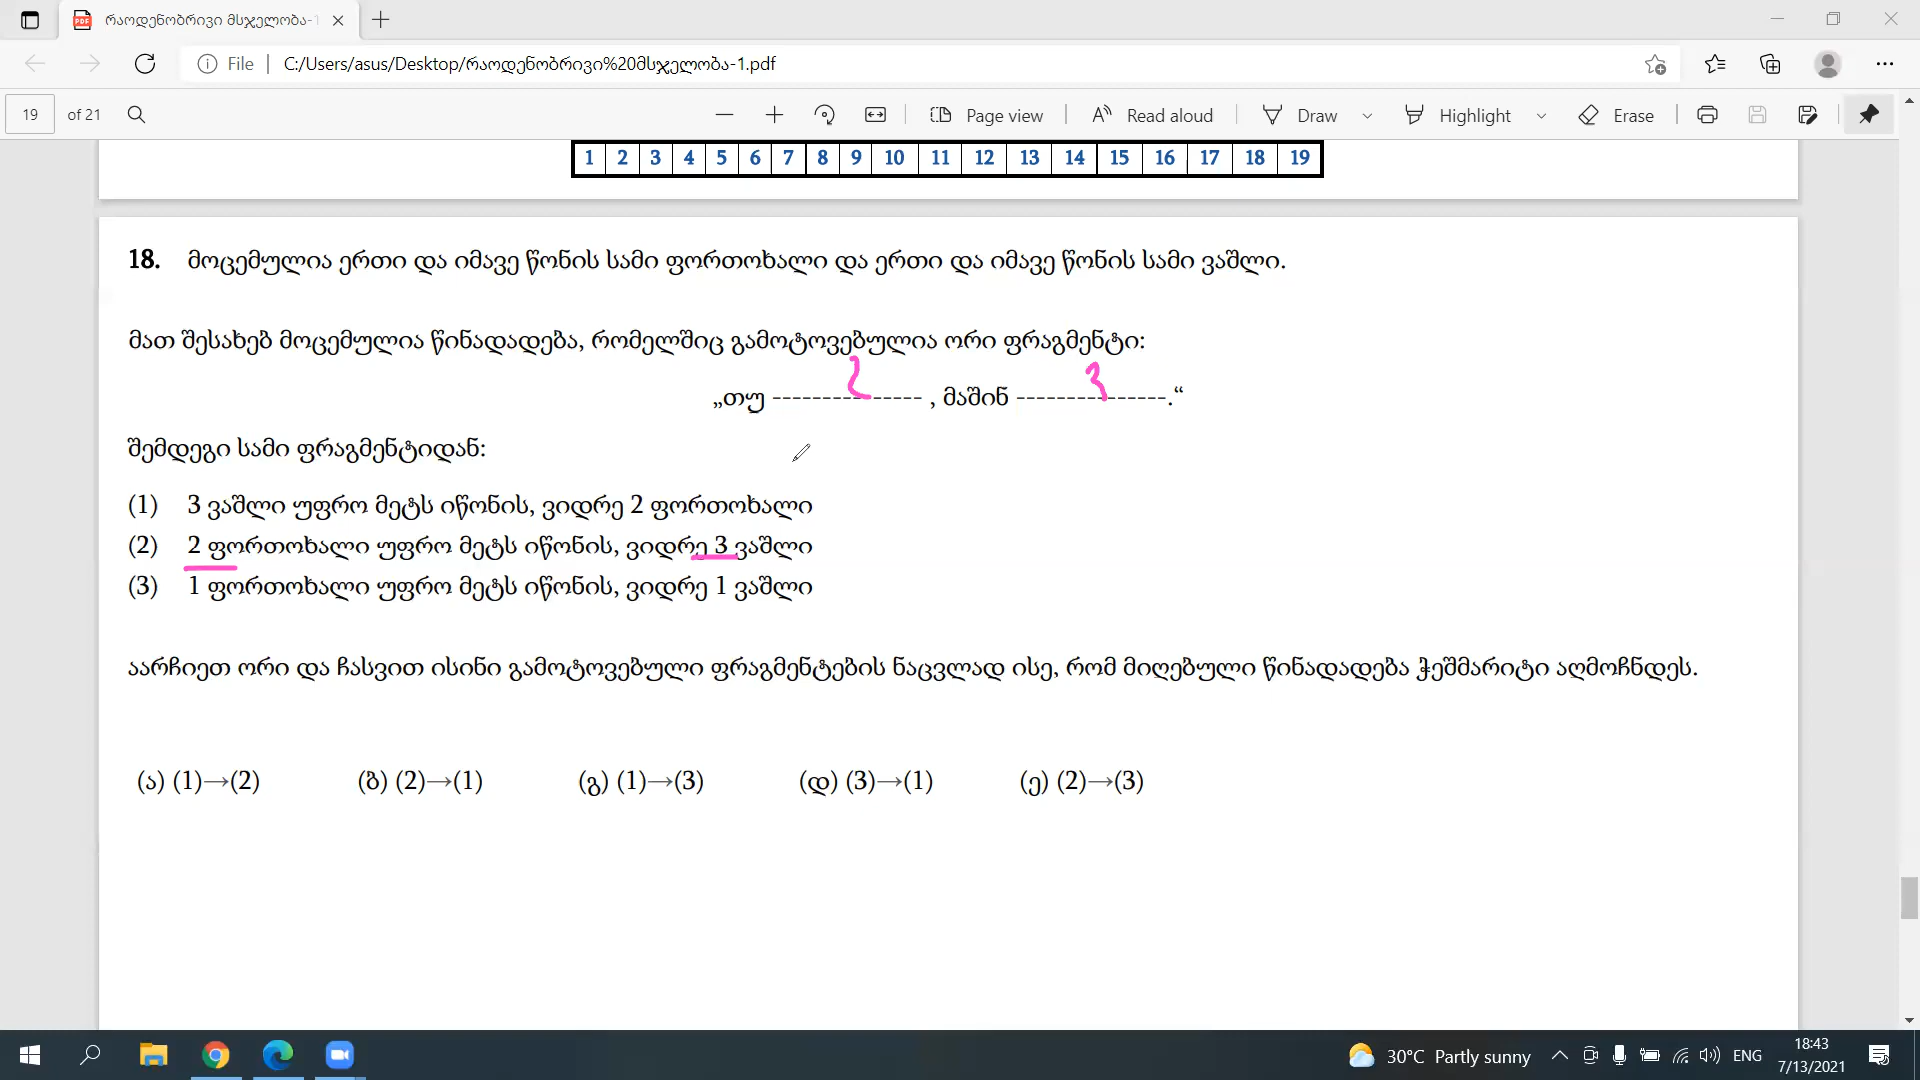 რაოდენობრივი მსჯელობა-1
File
C:/Users/asus/Desktop/რაოდენობრივი%20მსჯელობა-1.pdf
19 of 21
Page view
Read aloud
Draw
Highlight
Erase
1 2 3 4 5 6 7 8 9 10 11 12 13 14 15 16 17 18 19
18. მოცემულია ერთი და იმავე წონის სამი ფორთოხალი და ერთი და იმავე წონის სამი ვაშლი.
მათ შესახებ მოცემულია წინადადება, რომელშიც გამოტოვებულია ორი ფრაგმენტი:
2 3
„თუ --------------- , მაშინ ---------------.“
შემდეგი სამი ფრაგმენტიდან:
(1) 3 ვაშლი უფრო მეტს იწონის, ვიდრე 2 ფორთოხალი
(2) 2 ფორთოხალი უფრო მეტს იწონის, ვიდრე 3 ვაშლი
(3) 1 ფორთოხალი უფრო მეტს იწონის, ვიდრე 1 ვაშლი
აარჩიეთ ორი და ჩასვით ისინი გამოტოვებული ფრაგმენტების ნაცვლად ისე, რომ მიღებული წინადადება ჭეშმარიტი აღმოჩნდეს.
(ა) (1)→(2) (ბ) (2)→(1) (გ) (1)→(3) (დ) (3)→(1) (ე) (2)→(3)
30°C Partly sunny
ENG
18:43
7/13/2021